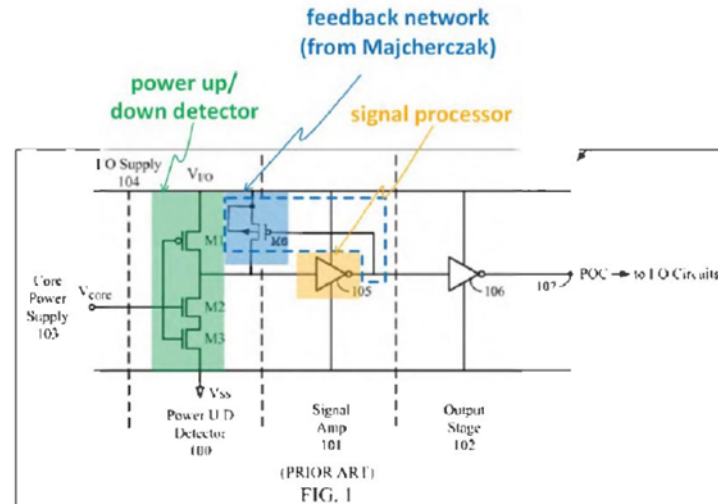 feedback network
(from Majcherczak)
power up/
down detector
signal processor
I O Supply
104
V I/O
M1
M6
Core
Power
Supply
103
Vcore
M2
M3
105
106
107
POC → to I O Circuits
Vss
Power U D
Detector
100
Signal
Amp
101
Output
Stage
102
(PRIOR ART)
FIG. 1